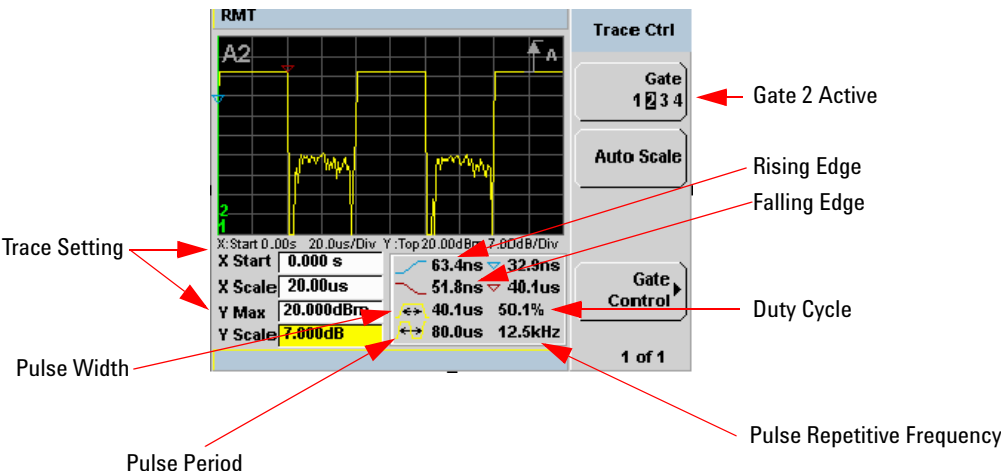 RMT
Trace Ctrl
A2
A
Gate
1 2 3 4
Gate 2 Active
Auto Scale
Rising Edge
Falling Edge
2
1
X:Start 0.00s 20.0us/Div Y:Top 20.00dBm 7.00dB/Div
Trace Setting
X Start 0.000 s
63.4ns 32.9ns
X Scale 20.00us
51.8ns 40.1us
Gate
Control
Y Max 20.000dBm
40.1us 50.1%
Duty Cycle
Y Scale 7.000dB
80.0us 12.5kHz
1 of 1
Pulse Width
Pulse Repetitive Frequency
Pulse Period